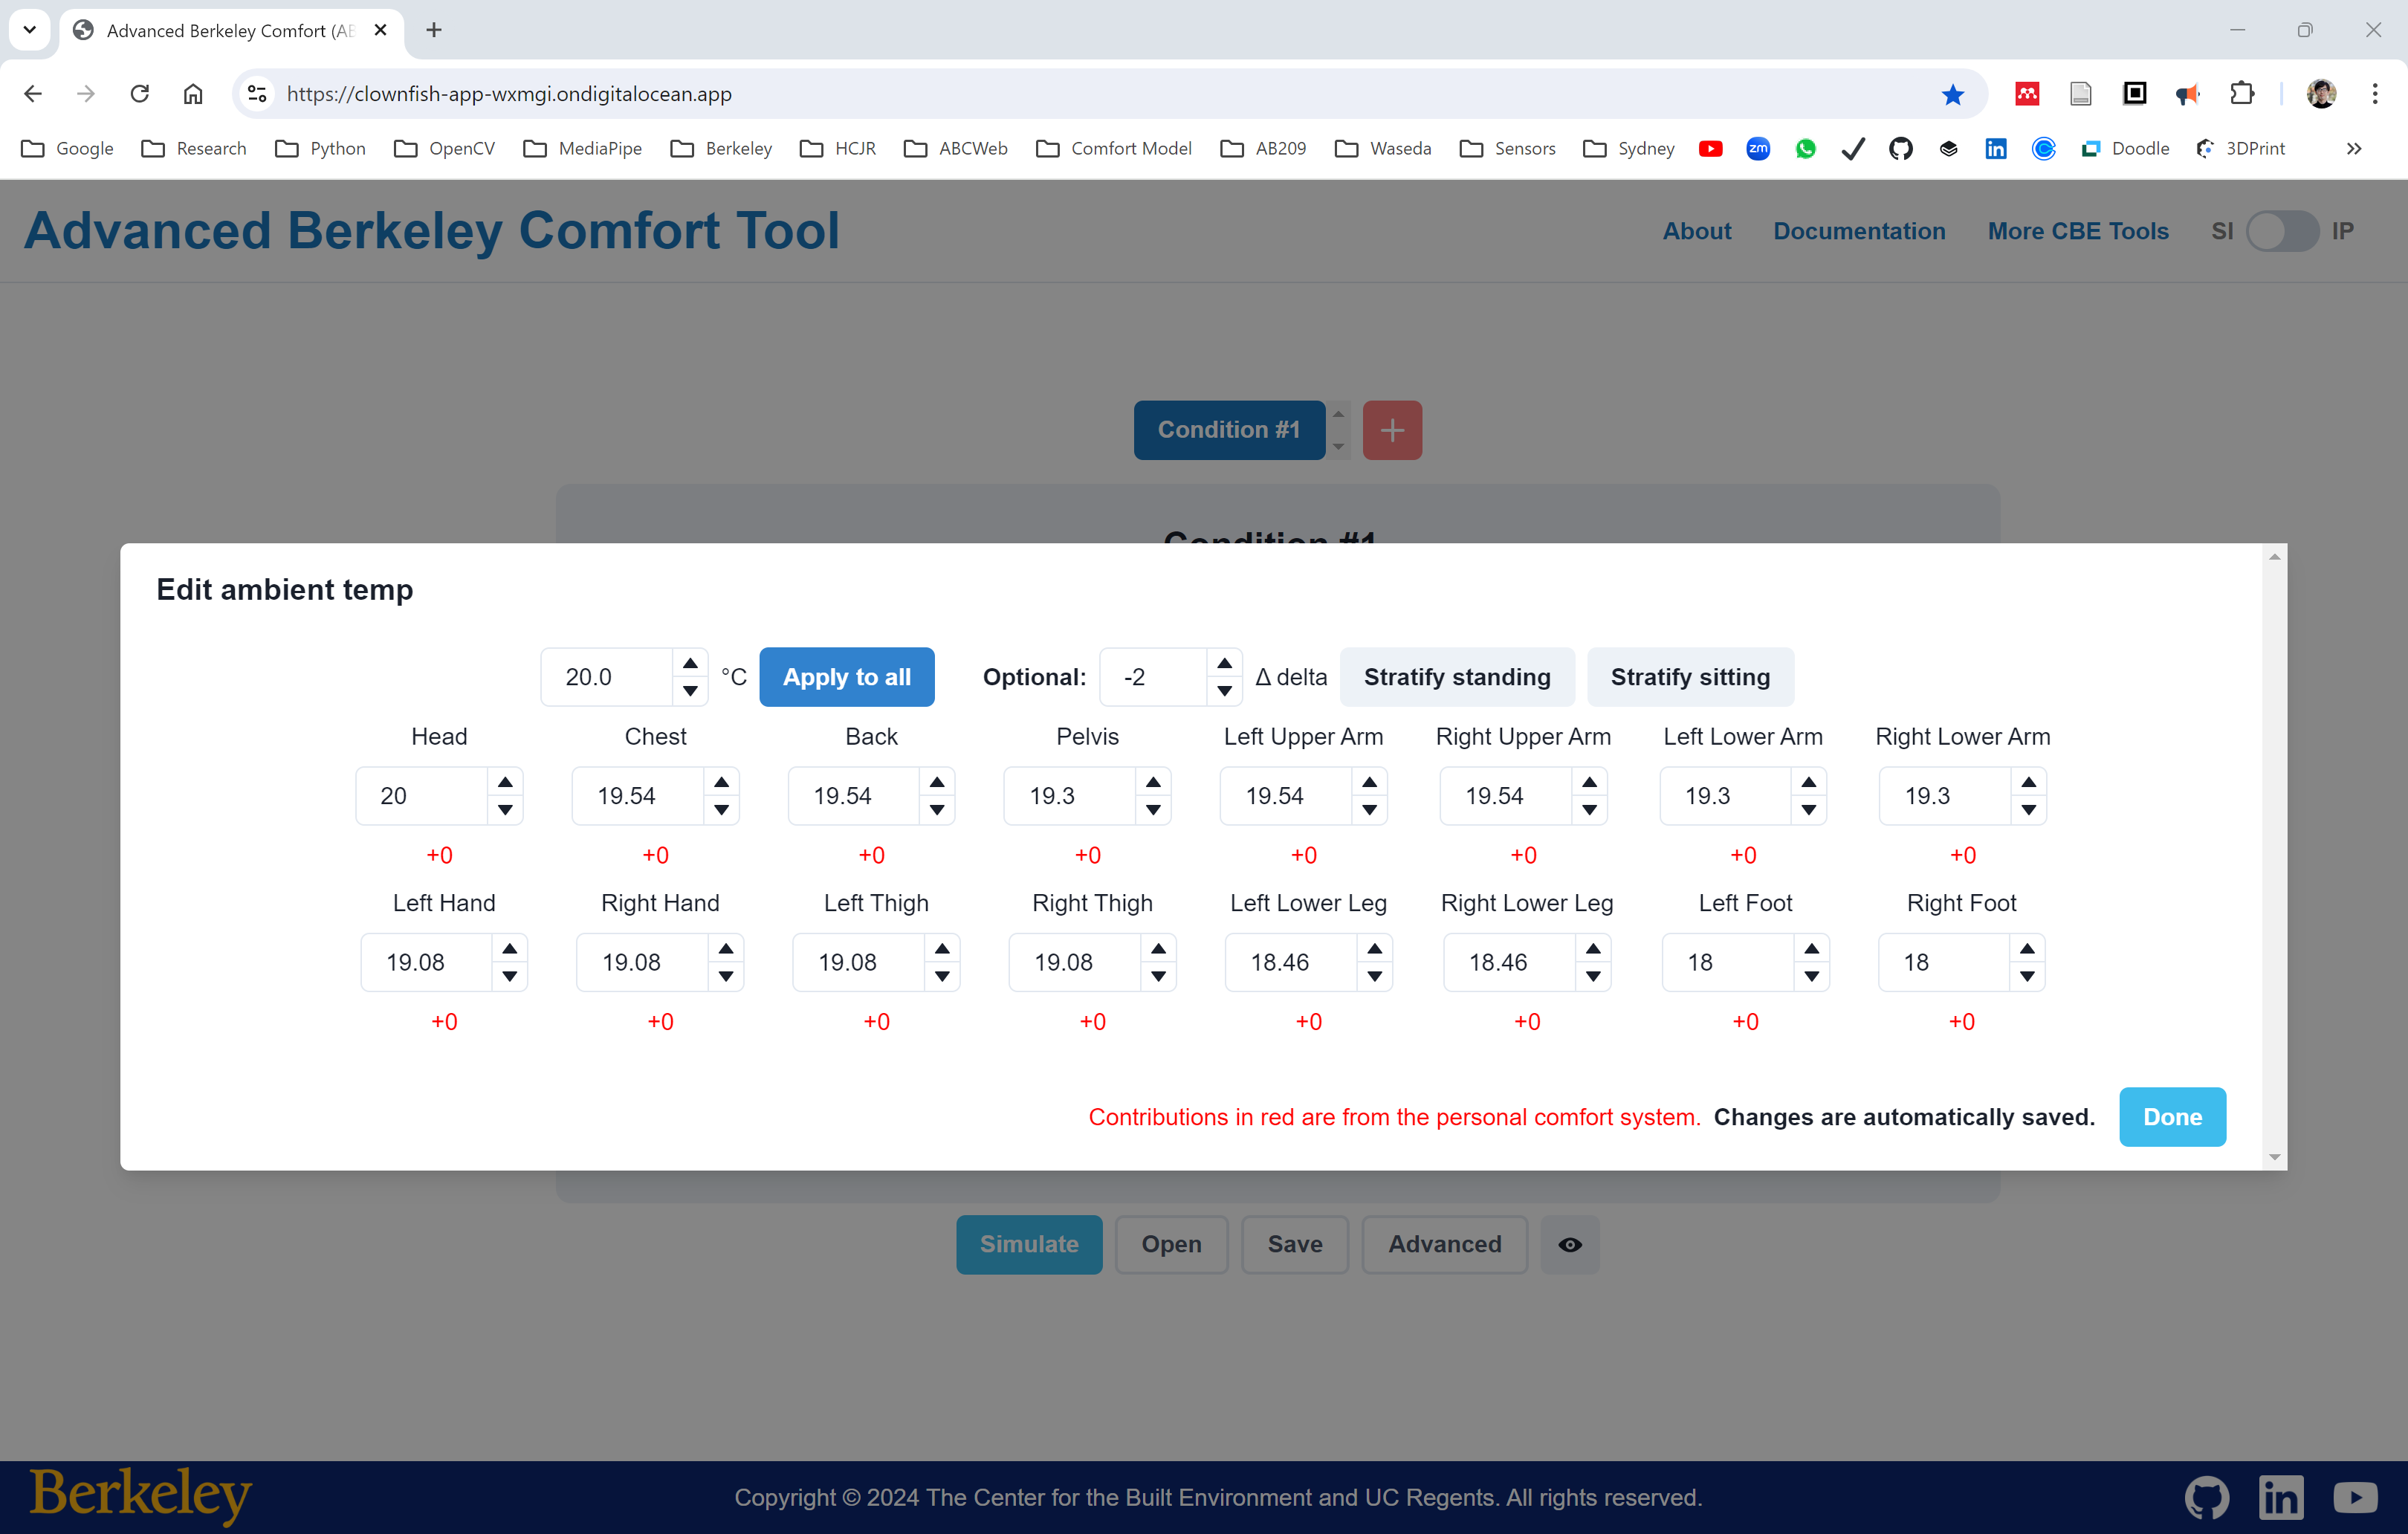 Advanced Berkeley Comfort (AB
https://clownfish-app-wxmgi.ondigitalocean.app
Google Research Python OpenCV MediaPipe Berkeley HCJR ABCWeb Comfort Model AB209 Waseda Sensors Sydney zm in Doodle 3DPrint
Advanced Berkeley Comfort Tool About Documentation More CBE Tools SI IP
Condition #1 +
Condition #1
Edit ambient temp
20.0 °C Apply to all Optional: -2 Δ delta Stratify standing Stratify sitting
Head Chest Back Pelvis Left Upper Arm Right Upper Arm Left Lower Arm Right Lower Arm
20 19.54 19.54 19.3 19.54 19.54 19.3 19.3
+0 +0 +0 +0 +0 +0 +0 +0
Left Hand Right Hand Left Thigh Right Thigh Left Lower Leg Right Lower Leg Left Foot Right Foot
19.08 19.08 19.08 19.08 18.46 18.46 18 18
+0 +0 +0 +0 +0 +0 +0 +0
Contributions in red are from the personal comfort system. Changes are automatically saved. Done
Simulate Open Save Advanced
Berkeley Copyright © 2024 The Center for the Built Environment and UC Regents. All rights reserved. in